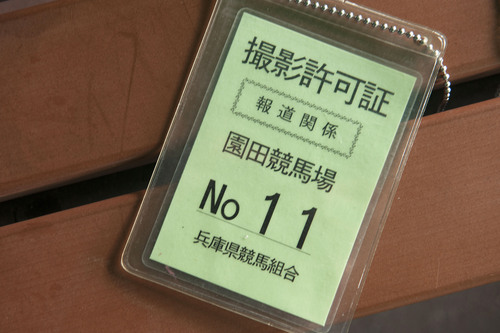 撮影許可証
報道関係
園田競馬場
No 11
兵庫県競馬組合